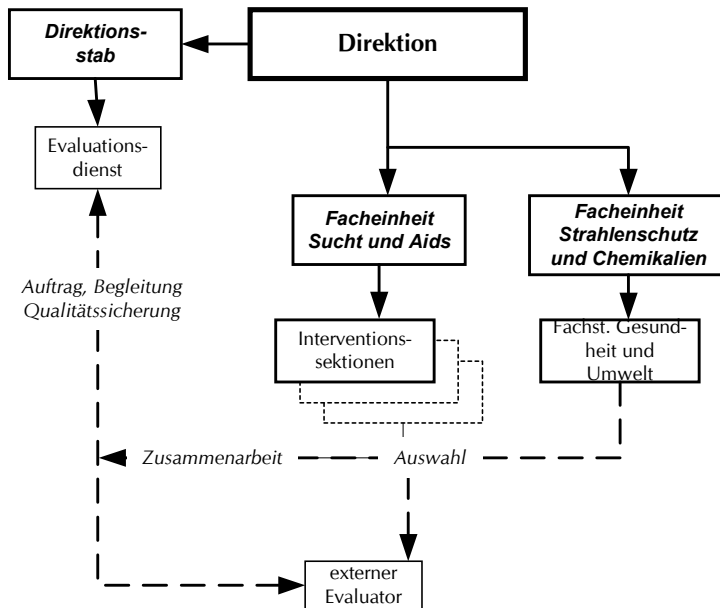 Direktions-
stab
Direktion
Evaluations-
dienst
Facheinheit
Sucht und Aids
Facheinheit
Strahlenschutz
und Chemikalien
Auftrag, Begleitung
Qualitätssicherung
Interventions-
sektionen
Fachst. Gesund-
heit und
Umwelt
Zusammenarbeit
Auswahl
externer
Evaluator